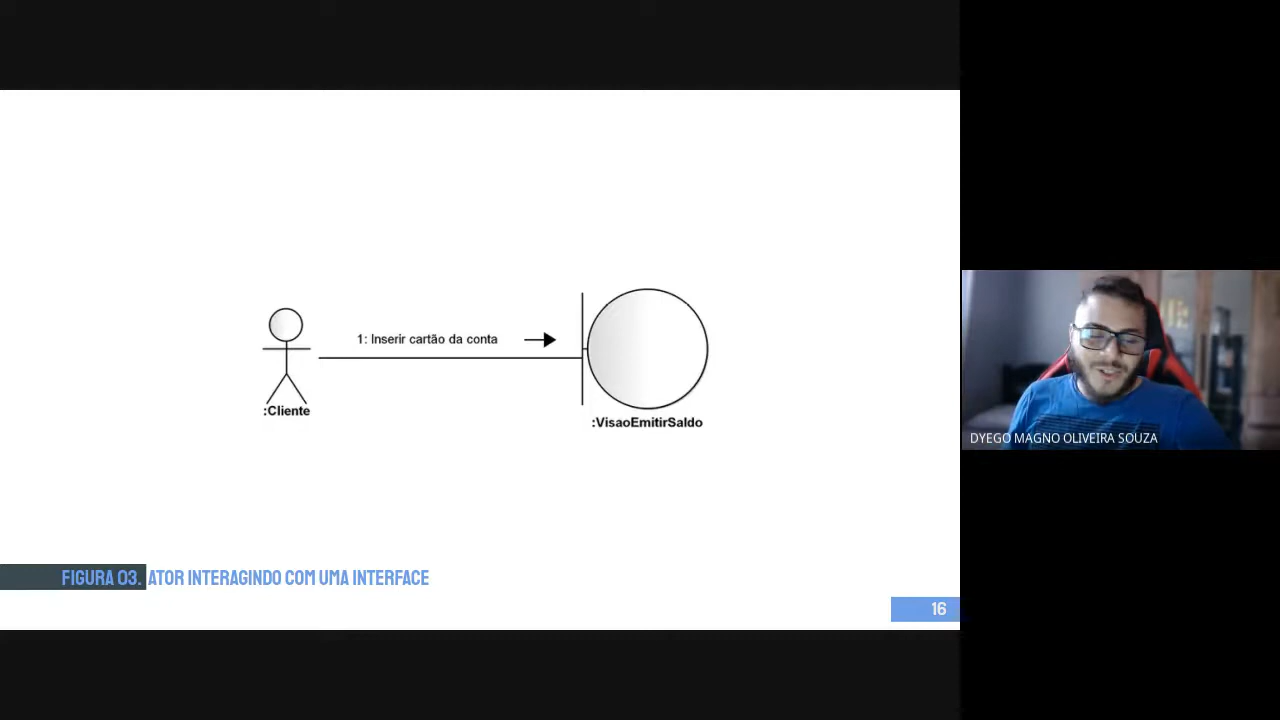 1: Inserir cartão da conta
:Cliente
:VisaoEmitirSaldo
FIGURA 03. ATOR INTERAGINDO COM UMA INTERFACE
16
DYEGO MAGNO OLIVEIRA SOUZA